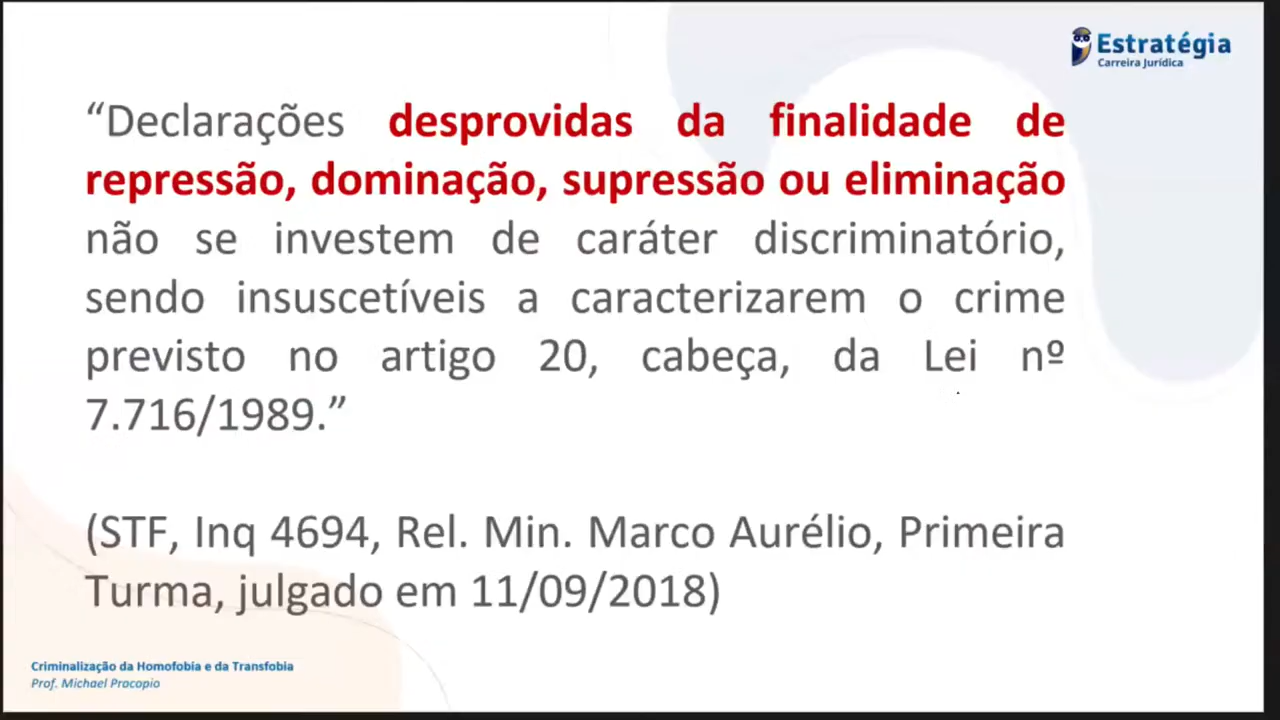 Estratégia
Carreira Jurídica
“Declarações desprovidas da finalidade de
repressão, dominação, supressão ou eliminação
não se investem de caráter discriminatório,
sendo insuscetíveis a caracterizarem o crime
previsto no artigo 20, cabeça, da Lei nº
7.716/1989.”
(STF, Inq 4694, Rel. Min. Marco Aurélio, Primeira
Turma, julgado em 11/09/2018)
Criminalização da Homofobia e da Transfobia
Prof. Michael Procopio